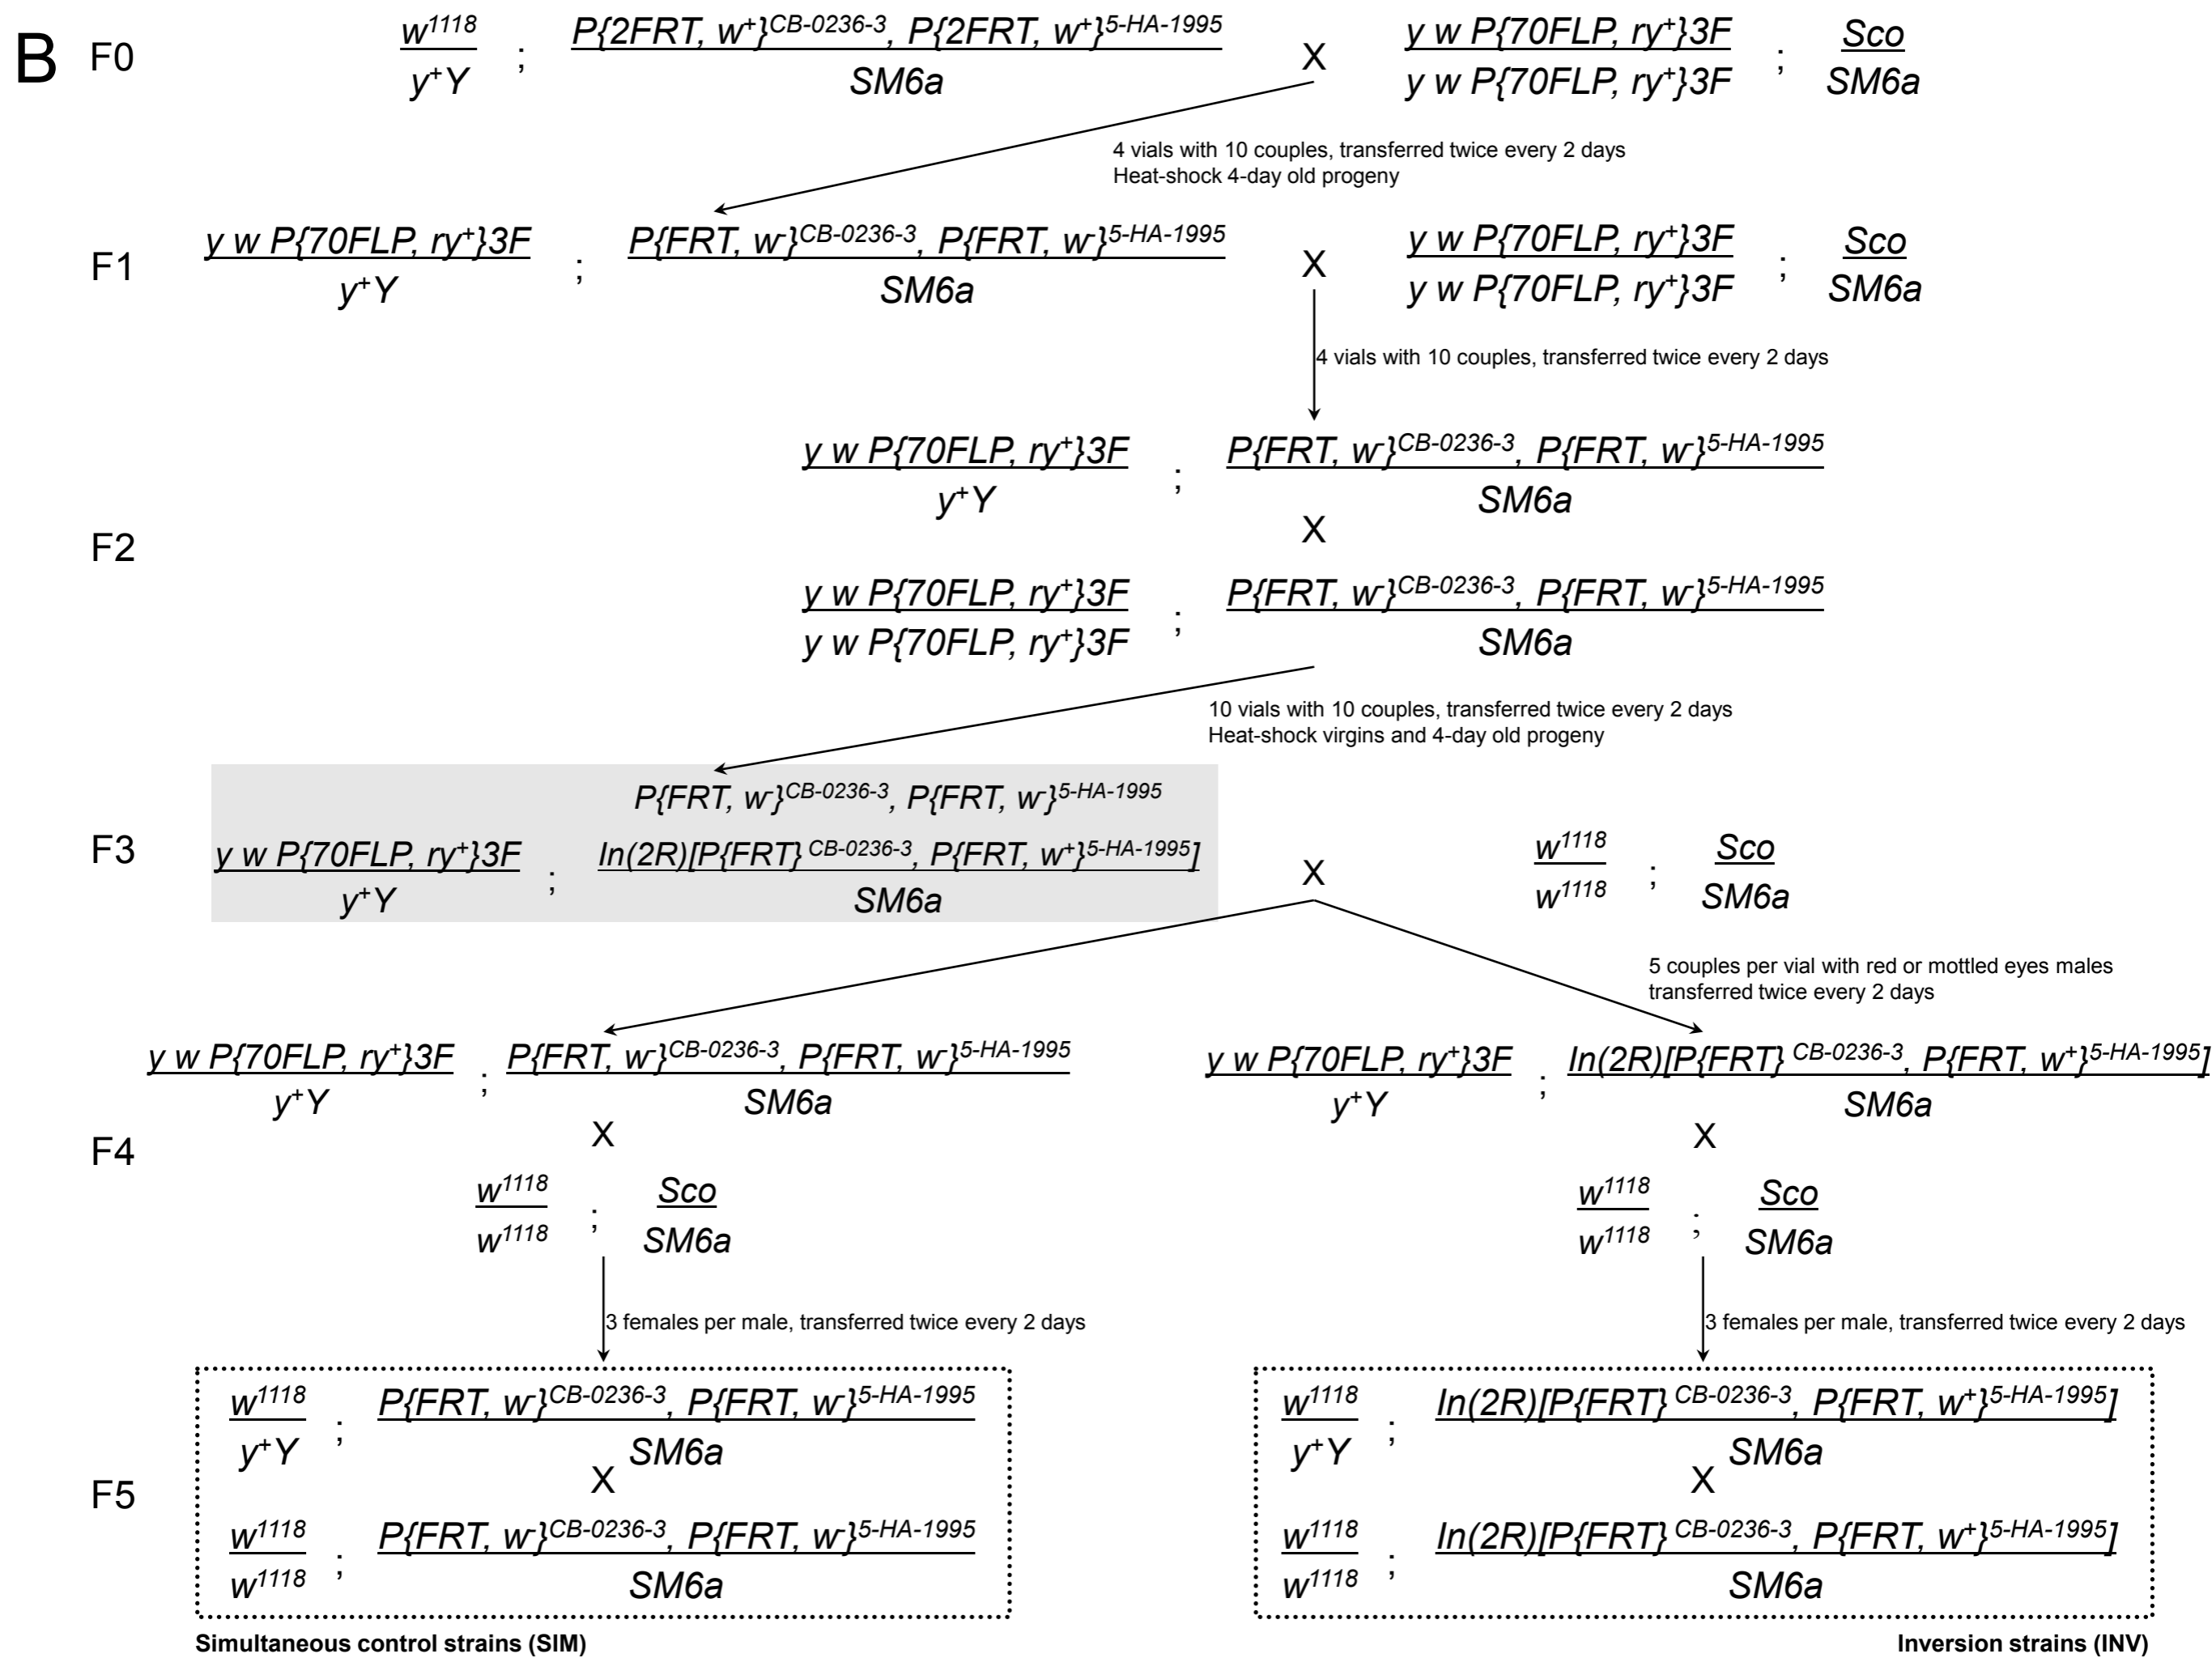 B
F0
w1118 ; P{2FRT, w+}CB-0236-3, P{2FRT, w+}5-HA-1995 X y w P{70FLP, ry+}3F ; Sco
y+Y SM6a y w P{70FLP, ry+}3F SM6a
4 vials with 10 couples, transferred twice every 2 days
Heat-shock 4-day old progeny
F1
y w P{70FLP, ry+}3F ; P{FRT, w-}CB-0236-3, P{FRT, w-}5-HA-1995 X y w P{70FLP, ry+}3F ; Sco
y+Y SM6a y w P{70FLP, ry+}3F SM6a
4 vials with 10 couples, transferred twice every 2 days
y w P{70FLP, ry+}3F ; P{FRT, w-}CB-0236-3, P{FRT, w-}5-HA-1995
y+Y SM6a
F2
X
y w P{70FLP, ry+}3F ; P{FRT, w-}CB-0236-3, P{FRT, w-}5-HA-1995
y w P{70FLP, ry+}3F SM6a
10 vials with 10 couples, transferred twice every 2 days
Heat-shock virgins and 4-day old progeny
P{FRT, w-}CB-0236-3, P{FRT, w-}5-HA-1995
F3
y w P{70FLP, ry+}3F ; In(2R)[P{FRT} CB-0236-3, P{FRT, w+}5-HA-1995] X w1118 ; Sco
y+Y SM6a w1118 SM6a
5 couples per vial with red or mottled eyes males
transferred twice every 2 days
y w P{70FLP, ry+}3F ; P{FRT, w-}CB-0236-3, P{FRT, w-}5-HA-1995 y w P{70FLP, ry+}3F ; In(2R)[P{FRT} CB-0236-3, P{FRT, w+}5-HA-1995]
y+Y SM6a y+Y SM6a
F4
X X
w1118 ; Sco w1118 ; Sco
w1118 SM6a w1118 SM6a
3 females per male, transferred twice every 2 days
3 females per male, transferred twice every 2 days
w1118 ; P{FRT, w-}CB-0236-3, P{FRT, w-}5-HA-1995 w1118 ; In(2R)[P{FRT} CB-0236-3, P{FRT, w+}5-HA-1995]
y+Y SM6a y+Y SM6a
F5
X X
w1118 ; P{FRT, w-}CB-0236-3, P{FRT, w-}5-HA-1995 w1118 ; In(2R)[P{FRT} CB-0236-3, P{FRT, w+}5-HA-1995]
w1118 SM6a w1118 SM6a
Simultaneous control strains (SIM)
Inversion strains (INV)